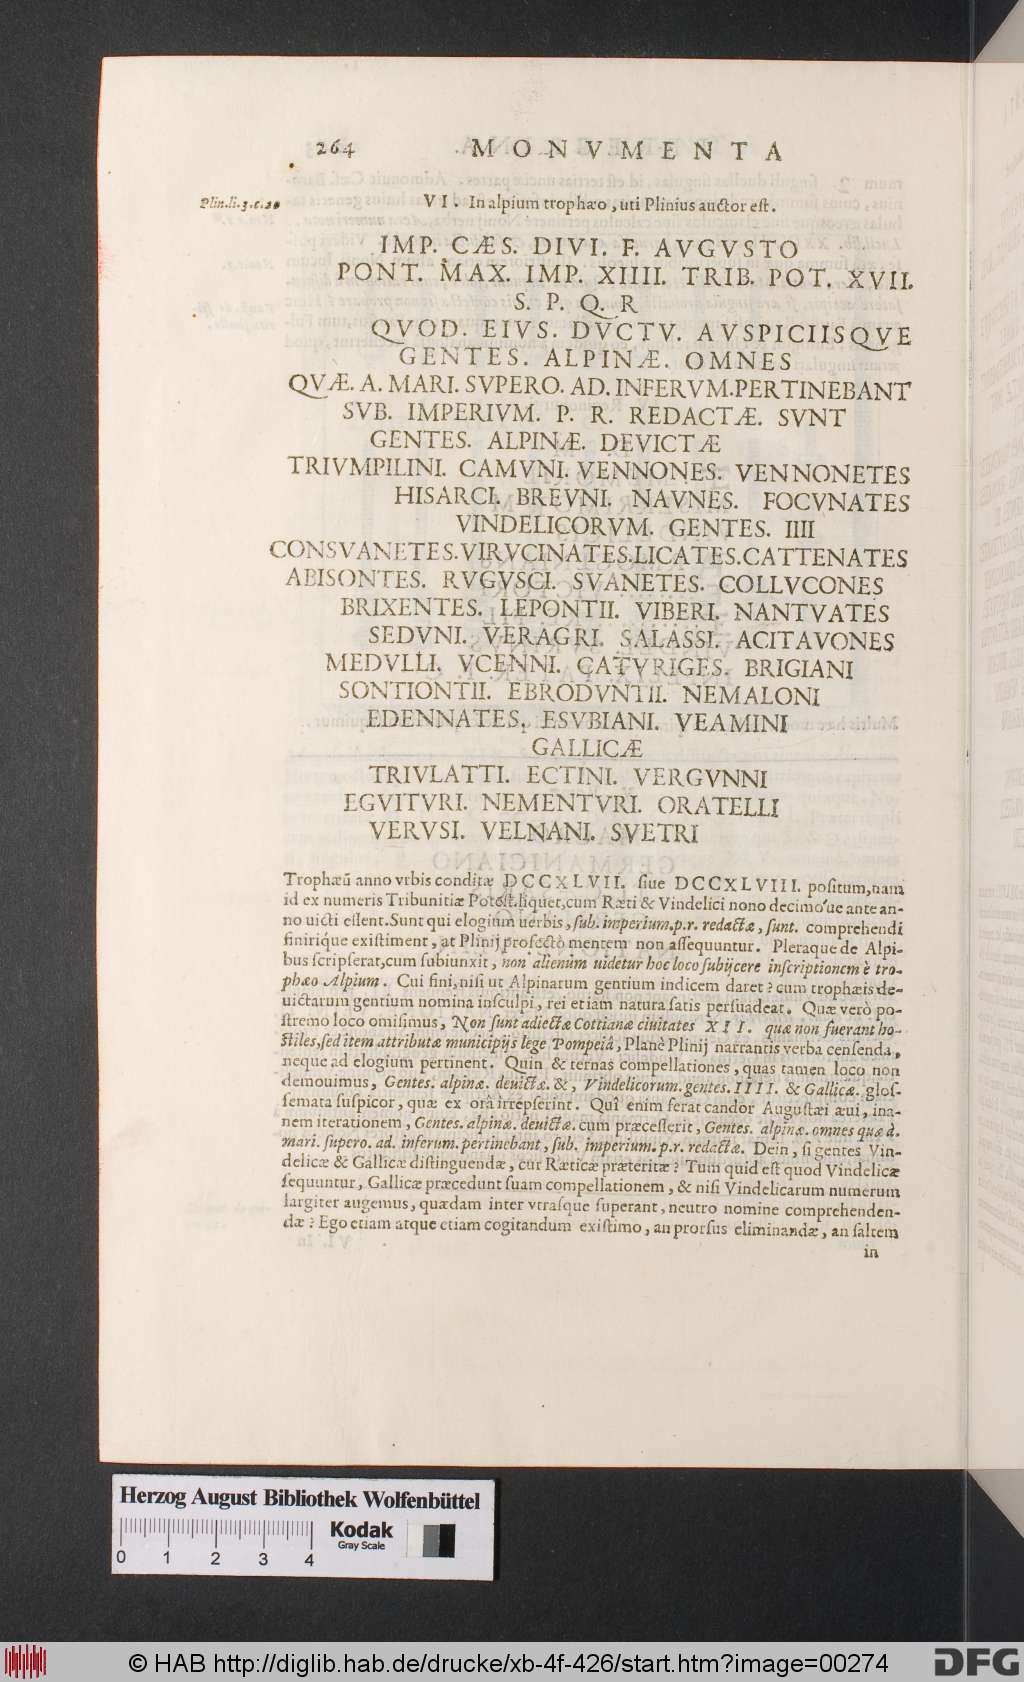 264 MONVMENTA
Plin.li.3.c.20
VI. In alpium trophæo, uti Plinius auctor est.
IMP. CÆS. DIVI. F. AVGVSTO
PONT. MAX. IMP. XIIII. TRIB. POT. XVII.
S. P. Q. R
QVOD. EIVS. DVCTV. AVSPICIISQVE
GENTES. ALPINÆ. OMNES
QVÆ. A. MARI. SVPERO. AD. INFERVM.PERTINEBANT
SVB. IMPERIVM. P. R. REDACTÆ. SVNT
GENTES. ALPINÆ. DEVICTÆ
TRIVMPILINI. CAMVNI. VENNONES. VENNONETES
HISARCI. BREVNI. NAVNES. FOCVNATES
VINDELICORVM. GENTES. IIII
CONSVANETES.VIRVCINATES.LICATES.CATTENATES
ABISONTES. RVGVSCI. SVANETES. COLLVCONES
BRIXENTES. LEPONTII. VIBERI. NANTVATES
SEDVNI. VERAGRI. SALASSI. ACITAVONES
MEDVLLI. VCENNI. CATVRIGES. BRIGIANI
SONTIONTII. EBRODVNTII. NEMALONI
EDENNATES. ESVBIANI. VEAMINI
GALLICÆ
TRIVLATTI. ECTINI. VERGVNNI
EGVITVRI. NEMENTVRI. ORATELLI
VERVSI. VELNANI. SVETRI
Trophæũ anno vrbis conditæ DCCXLVII. siue DCCXLVIII. positum, nam
id ex numeris Tribunitiæ Potest. liquet, cum Ræti & Vindelici nono decimo'ue ante an-
no uicti essent. Sunt qui elogium uerbis, sub. imperium. p.r. redactæ, sunt. comprehendi
finirique existiment, at Plinij profectò mentem non assequuntur. Pleraque de Alpi-
bus scripserat, cum subiunxit, non alienum uidetur hoc loco subijcere inscriptionem è tro-
phæo Alpium. Cui fini, nisi ut Alpinarum gentium indicem daret? cum trophæis de-
uictarum gentium nomina insculpi, rei etiam natura satis persuadeat. Quæ verò po-
stremo loco omisimus, Non sunt adiectæ Cottianæ ciuitates XII. quæ non fuerant ho-
stiles, sed item attributæ municipijs lege Pompeiâ, Planè Plinij narrantis verba censenda,
neque ad elogium pertinent. Quin & ternas compellationes, quas tamen loco non
demouimus, Gentes. alpinæ. deuictæ. &, Vindelicorum. gentes. IIII. & Gallicæ. glos-
semata suspicor, quæ ex orâ irrepserint. Quî enim ferat candor Augustæi æui, ina-
nem iterationem, Gentes. alpinæ. deuictæ. cum præcesserit, Gentes. alpinæ. omnes quæ à.
mari. supero. ad. inferum. pertinebant, sub. imperium. p.r. redactæ. Dein, si gentes Vin-
delicæ & Gallicæ distinguendæ, cur Ræticæ præteritæ? Tum quid est quod Vindelicæ
sequuntur, Gallicæ præcedunt suam compellationem, & nisi Vindelicarum numerum
largiter augemus, quædam inter vtrasque superant, neutro nomine comprehenden-
dæ? Ego etiam atque etiam cogitandum existimo, an prorsus eliminandæ, an saltem
in
Herzog August Bibliothek Wolfenbüttel
Kodak
Gray Scale
0 1 2 3 4
© HAB http://diglib.hab.de/drucke/xb-4f-426/start.htm?image=00274
DFG